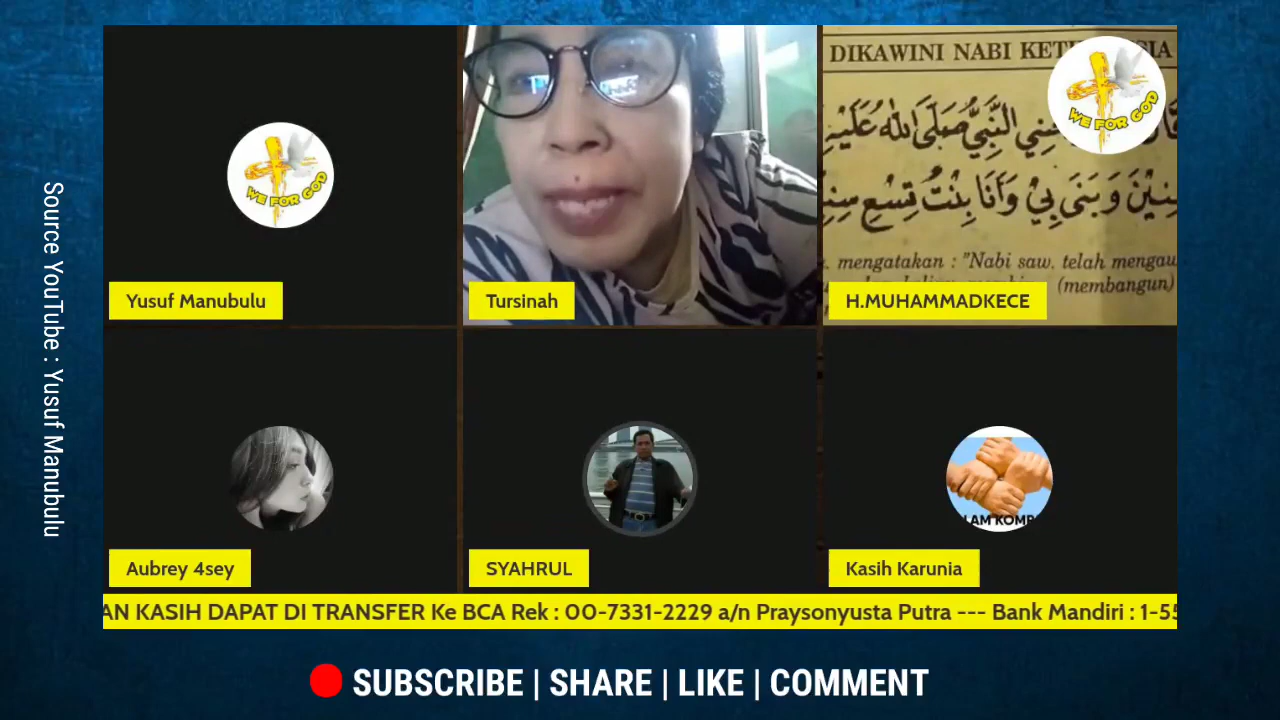 Source YouTube : Yusuf Manubulu
WE FOR GOD
Yusuf Manubulu
Tursinah
DIKAWINI NABI
WE FOR GOD
النَّبِيُّ صَلَّى اللهُ عَلَيْهِ
وَبَنَى بِيْ وَأَنَا بِنْتُ تِسْعِ
mengatakan : "Nabi saw. telah
(membangun)
H.MUHAMMADKECE
Aubrey 4sey
SYAHRUL
Kasih Karunia
AN KASIH DAPAT DI TRANSFER Ke BCA Rek : 00-7331-2229 a/n Praysonyusta Putra --- Bank Mandiri : 1-55
SUBSCRIBE | SHARE | LIKE | COMMENT